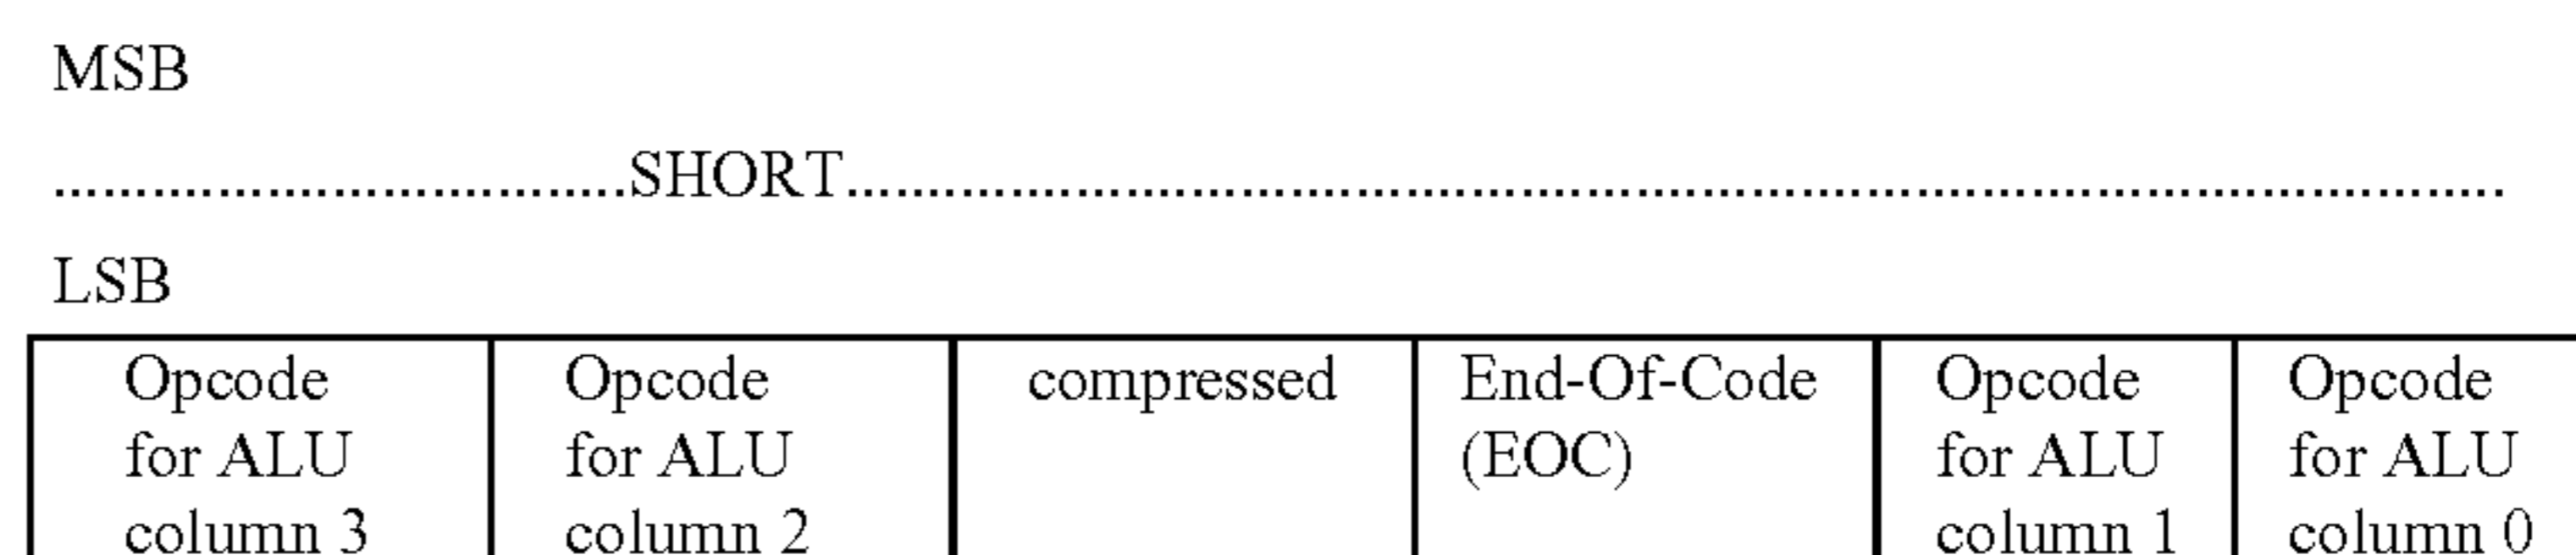 MSB
...................................SHORT.....................................................................................................
LSB
Opcode
for ALU
column 3
Opcode
for ALU
column 2
compressed
End-Of-Code
(EOC)
Opcode
for ALU
column 1
Opcode
for ALU
column 0